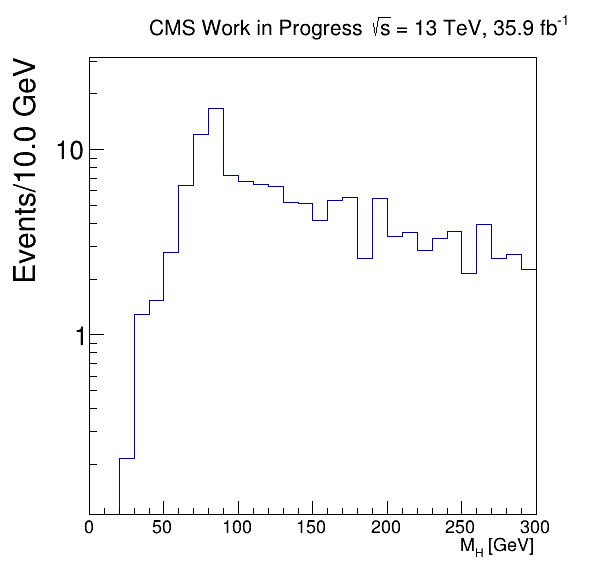 CMS Work in Progress √s = 13 TeV, 35.9 fb⁻¹
Events/10.0 GeV
10
1
0 50 100 150 200 250 300
M_H [GeV]